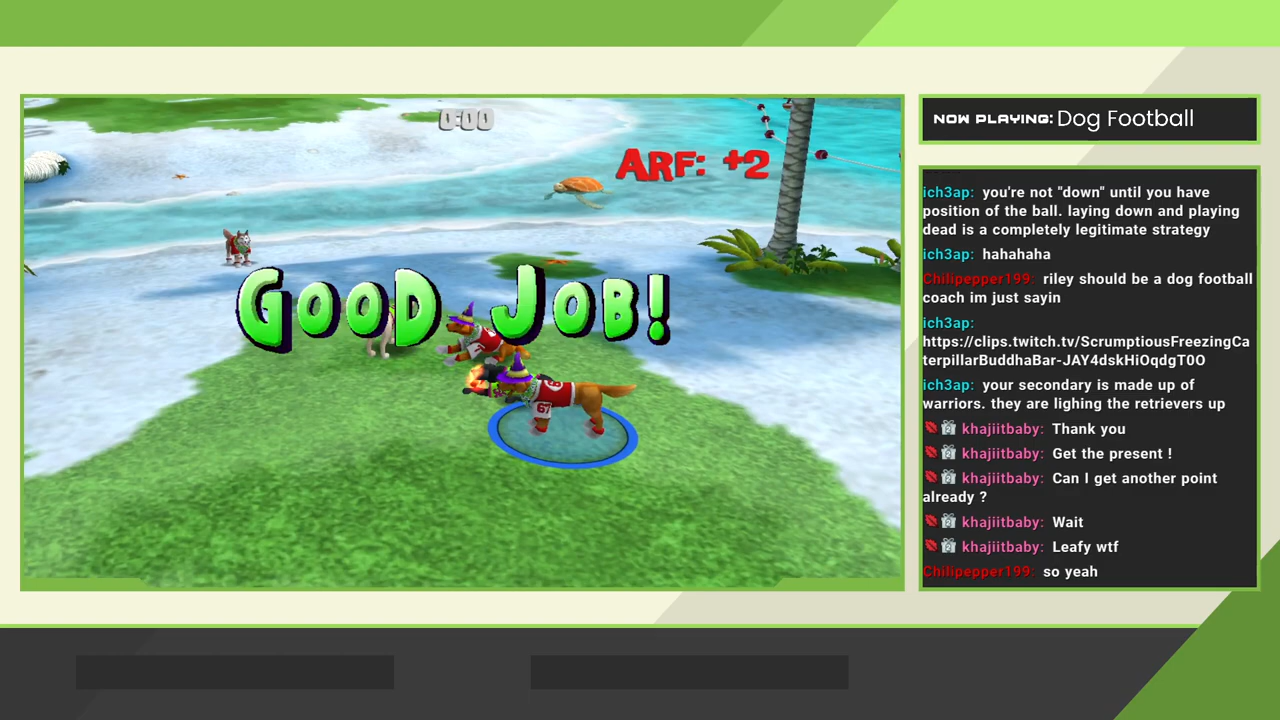 0:00
ARF: +2
GOOD JOB!
67
NOW PLAYING: Dog Football
ich3ap: you're not "down" until you have
position of the ball. laying down and playing
dead is a completely legitimate strategy
ich3ap: hahahaha
Chilipepper199: riley should be a dog football
coach im just sayin
ich3ap:
https://clips.twitch.tv/ScrumptiousFreezingCa
terpillarBuddhaBar-JAY4dskHiOqdgT0O
ich3ap: your secondary is made up of
warriors. they are lighing the retrievers up
khajiitbaby: Thank you
khajiitbaby: Get the present !
khajiitbaby: Can I get another point
already ?
khajiitbaby: Wait
khajiitbaby: Leafy wtf
Chilipepper199: so yeah